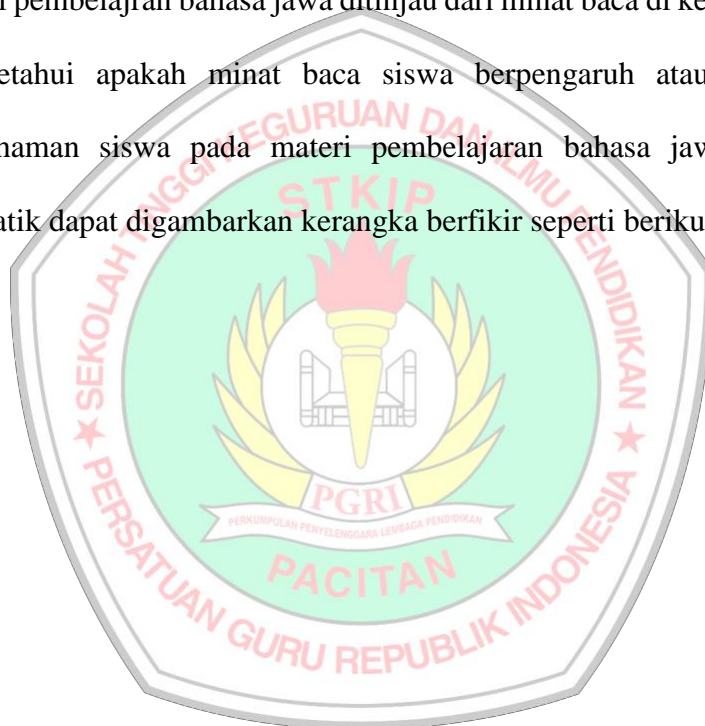 pembelajran bahasa jawa ditinjau dari minat baca di ke
etahui apakah minat baca siswa berpengaruh atau
naman siswa pada materi pembelajaran bahasa jaw
atik dapat digambarkan kerangka berfikir seperti beriku
SEKOLAH TINGGI KEGURUAN DAN ILMU PENDIDIKAN
STKIP
PGRI
PERKUMPULAN PENYELENGGARA LEMBAGA PENDIDIKAN
PACITAN
PERSATUAN GURU REPUBLIK INDONESIA